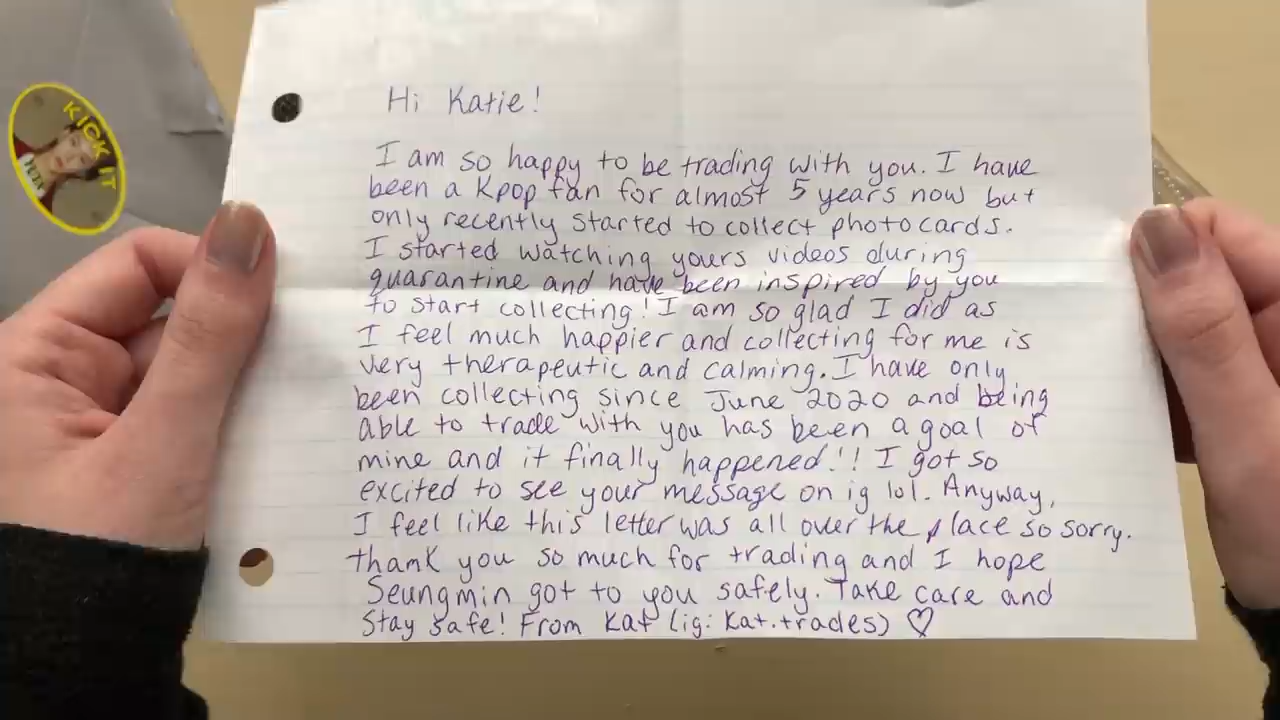 KICK IT
Hi Katie!
I am so happy to be trading with you. I have
been a Kpop fan for almost 5 years now but
only recently started to collect photocards.
I started watching yours videos during
quarantine and have been inspired by you
to start collecting! I am so glad I did as
I feel much happier and collecting for me is
very therapeutic and calming. I have only
been collecting since June 2020 and being
able to trade with you has been a goal of
mine and it finally happened!! I got so
excited to see your message on ig lol. Anyway,
I feel like this letter was all over the place so sorry.
thank you so much for trading and I hope
Seungmin got to you safely. Take care and
Stay safe! From Kat (ig: Kat.trades) ♡